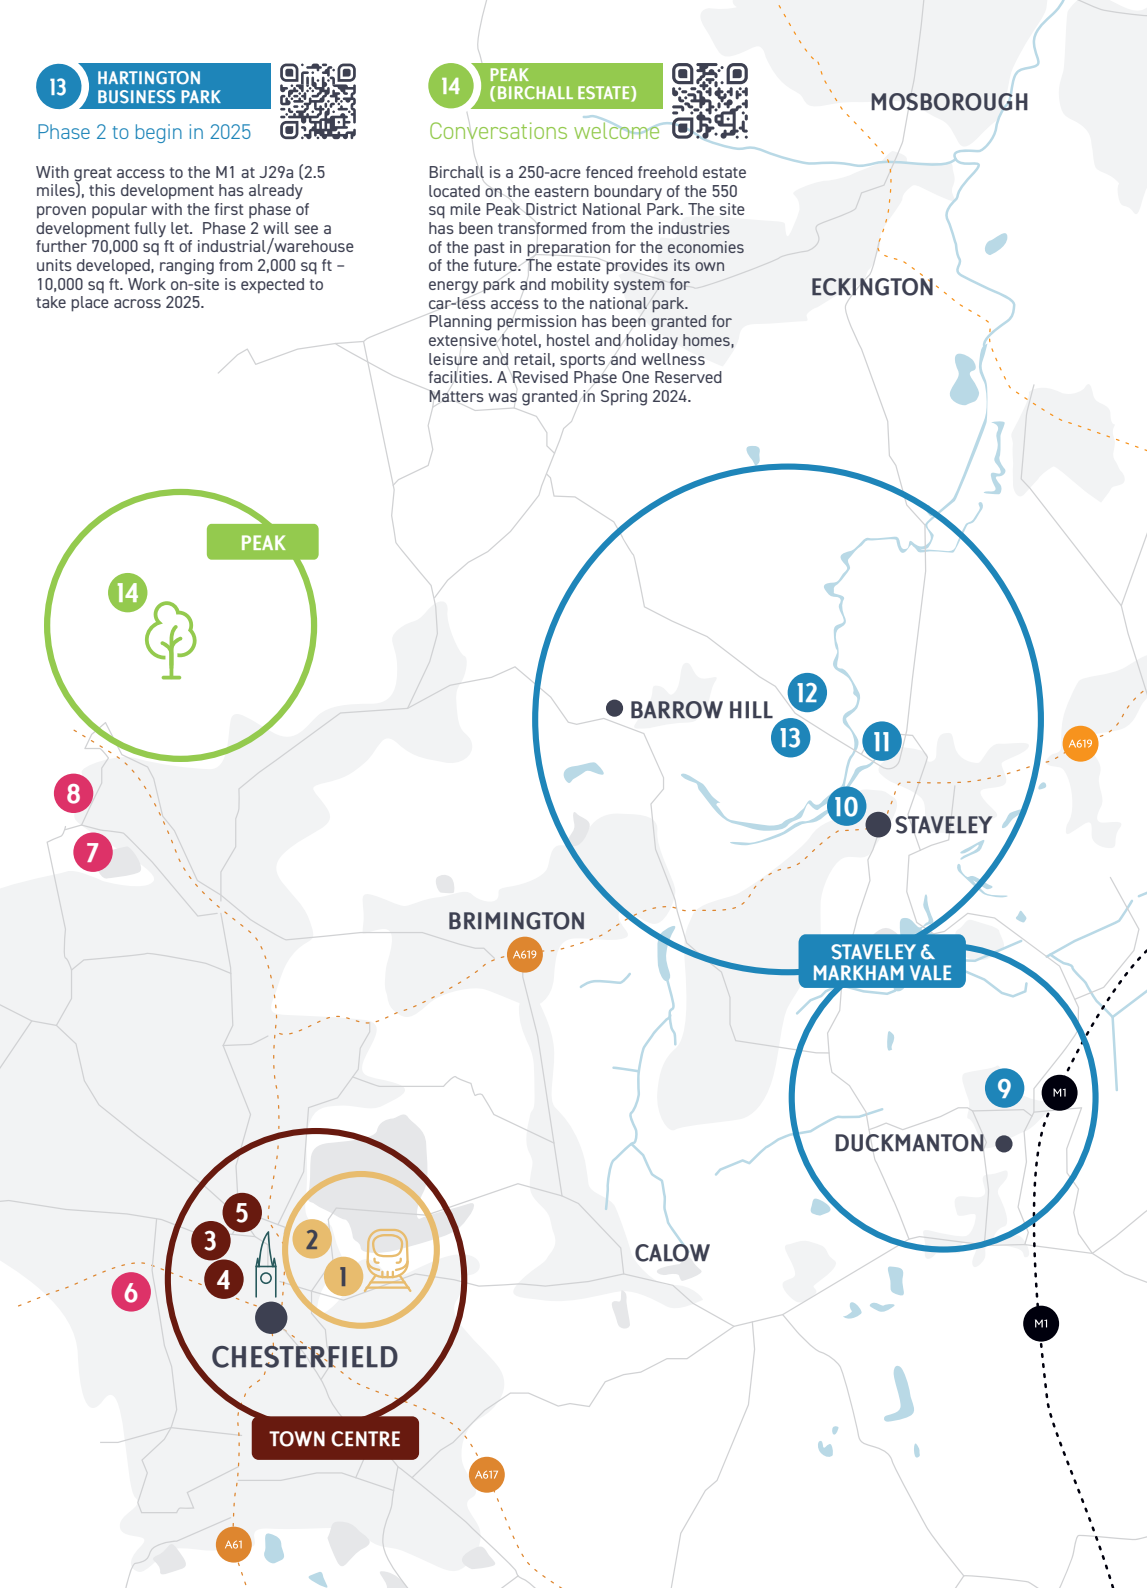 13
HARTINGTON
BUSINESS PARK
Phase 2 to begin in 2025
With great access to the M1 at J29a (2.5
miles), this development has already
proven popular with the first phase of
development fully let.  Phase 2 will see a
further 70,000 sq ft of industrial/warehouse
units developed, ranging from 2,000 sq ft –
10,000 sq ft. Work on-site is expected to
take place across 2025.
14
PEAK
(BIRCHALL ESTATE)
Conversations welcome
Birchall is a 250-acre fenced freehold estate
located on the eastern boundary of the 550
sq mile Peak District National Park. The site
has been transformed from the industries
of the past in preparation for the economies
of the future. The estate provides its own
energy park and mobility system for
car-less access to the national park.
Planning permission has been granted for
extensive hotel, hostel and holiday homes,
leisure and retail, sports and wellness
facilities. A Revised Phase One Reserved
Matters was granted in Spring 2024.
MOSBOROUGH
ECKINGTON
PEAK
14
12
BARROW HILL
13
11
A619
8
10
STAVELEY
7
BRIMINGTON
A619
STAVELEY &
MARKHAM VALE
9
M1
DUCKMANTON
5
3
2
4
1
6
CALOW
M1
CHESTERFIELD
TOWN CENTRE
A617
A61